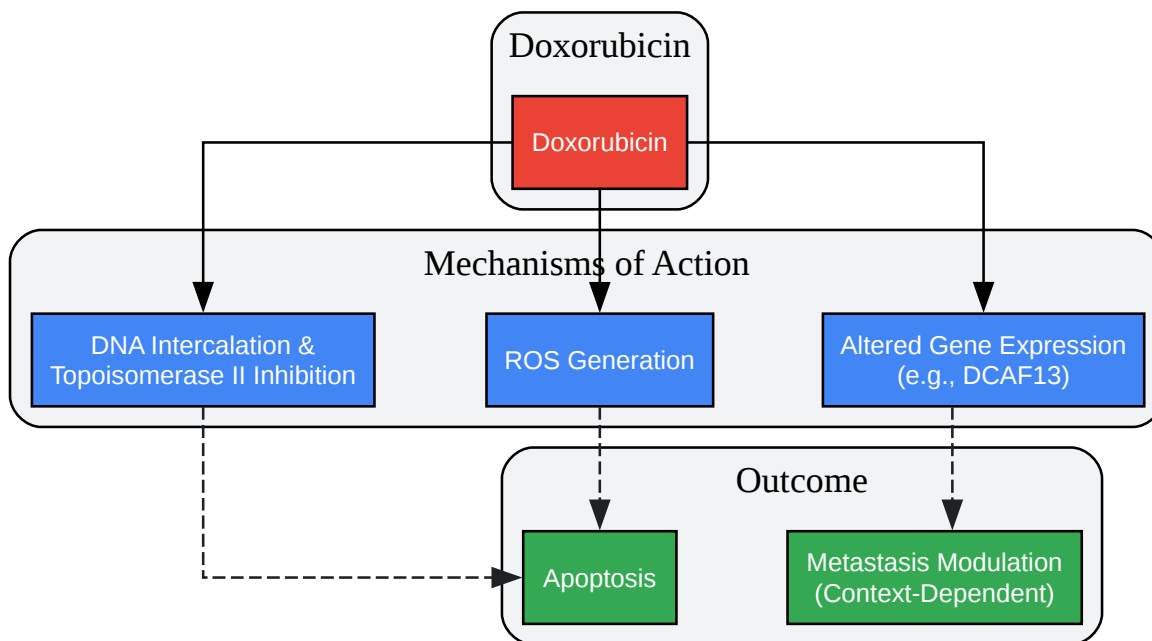 Doxorubicin
Doxorubicin
Mechanisms of Action
DNA Intercalation &
Topoisomerase II Inhibition
ROS Generation
Altered Gene Expression
(e.g., DCAF13)
Outcome
Apoptosis
Metastasis Modulation
(Context-Dependent)